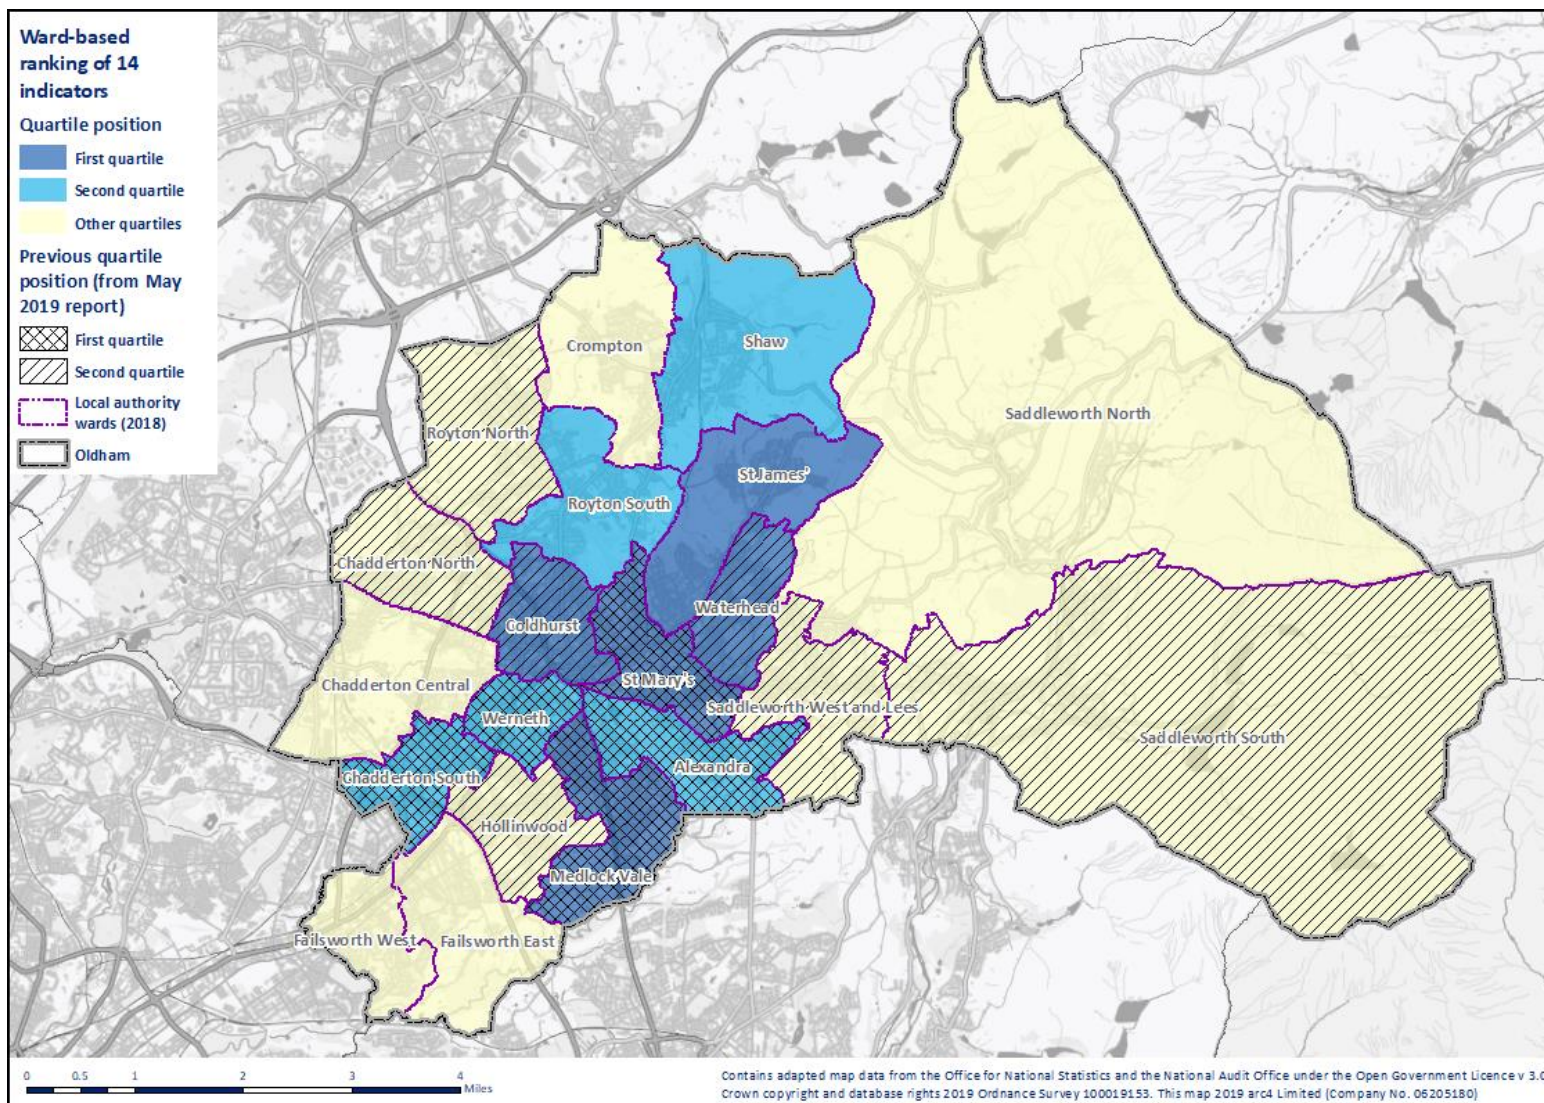 Ward-based
ranking of 14
indicators
Quartile position
First quartile
Second quartile
Other quartiles
Previous quartile
position (from May
2019 report)
First quartile
Second quartile
Local authority
wards (2018)
Oldham
Crompton
Shaw
Saddleworth North
Royton North
St James'
Royton South
Chadderton North
Waterhead
Coldhurst
St Mary's
Chadderton Central
Saddleworth West and Lees
Werneth
Saddleworth South
Alexandra
Chadderton South
Hollinwood
Medlock Vale
Failsworth West
Failsworth East
0 0.5 1 2 3 4
Miles
Contains adapted map data from the Office for National Statistics and the National Audit Office under the Open Government Licence v 3.0
Crown copyright and database rights 2019 Ordnance Survey 100019153. This map 2019 arc4 Limited (Company No. 06205180)